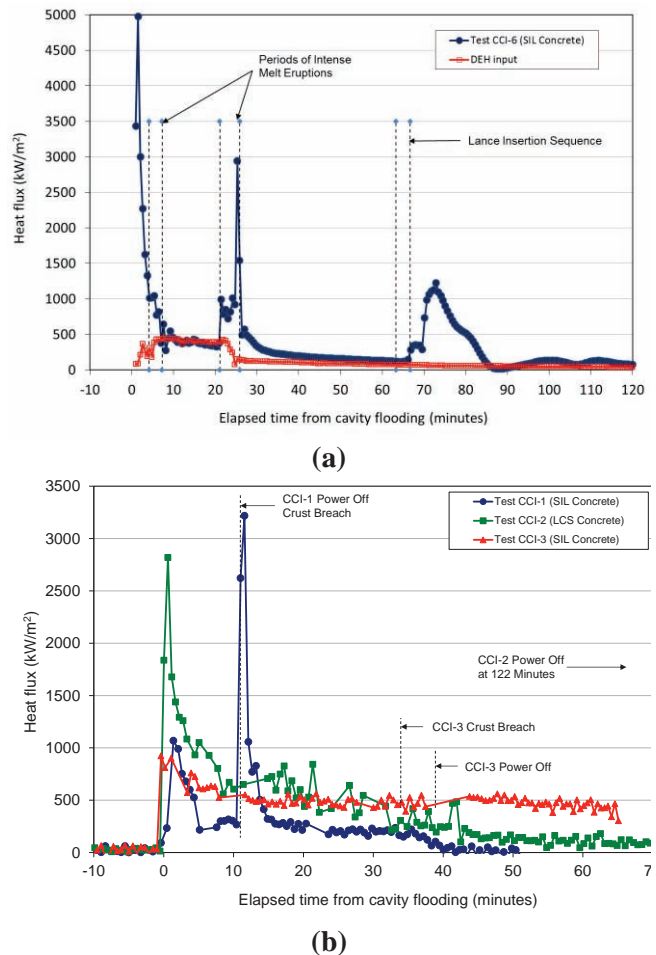 5000
4500
4000
3500
3000
2500
2000
1500
1000
500
0
Heat flux (kW/m²)
Test CCI-6 (SIL Concrete)
DEH input
Periods of Intense
Melt Eruptions
Lance Insertion Sequence
-10 0 10 20 30 40 50 60 70 80 90 100 110 120
Elapsed time from cavity flooding (minutes)
(a)
3500
3000
2500
2000
1500
1000
500
0
Heat flux (kW/m²)
CCI-1 Power Off
Crust Breach
Test CCI-1 (SIL Concrete)
Test CCI-2 (LCS Concrete)
Test CCI-3 (SIL Concrete)
CCI-2 Power Off
at 122 Minutes
CCI-3 Crust Breach
CCI-3 Power Off
-10 0 10 20 30 40 50 60 70
Elapsed time from cavity flooding (minutes)
(b)